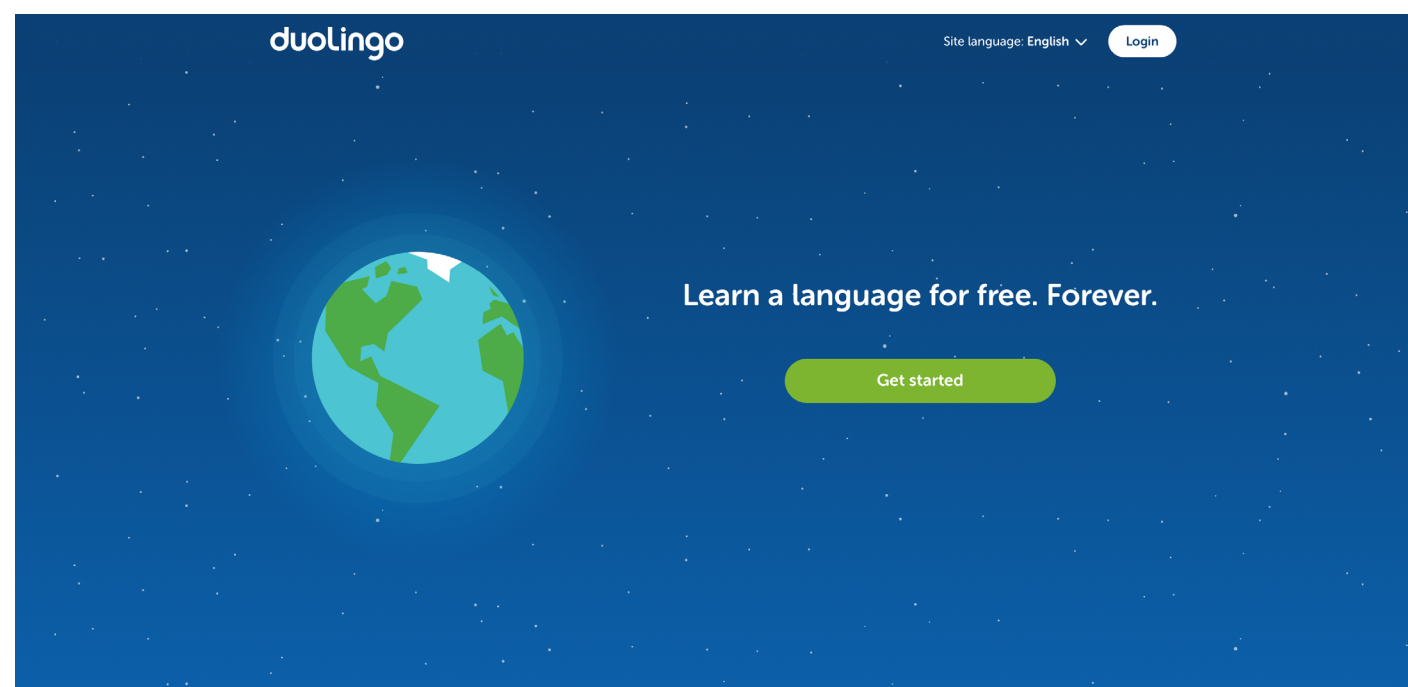 duolingo
Site language: English
Login
Learn a language for free. Forever.
Get started